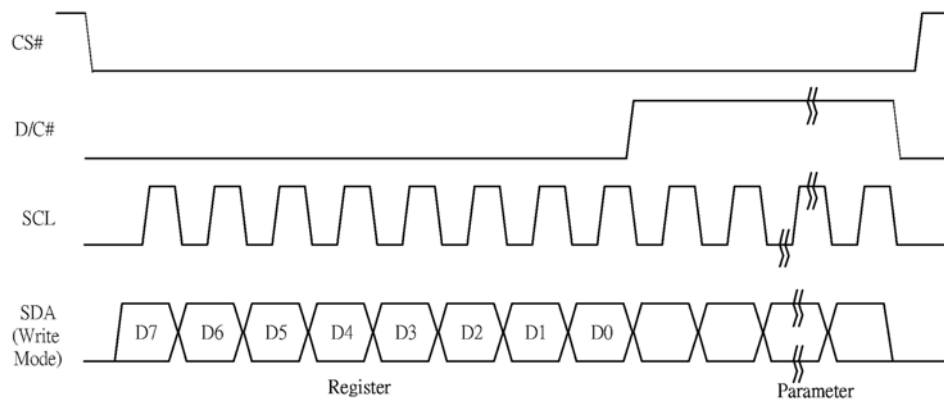 CS#
D/C#
SCL
SDA
(Write
Mode)
D7 D6 D5 D4 D3 D2 D1 D0
Register Parameter